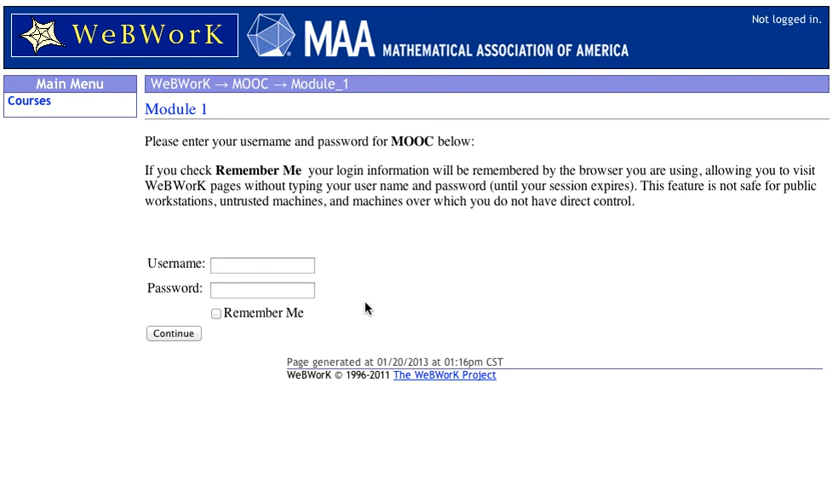 WeBWorK MAA MATHEMATICAL ASSOCIATION OF AMERICA
Not logged in.
Main Menu
Courses
WeBWorK → MOOC → Module_1
Module 1
Please enter your username and password for MOOC below:
If you check Remember Me your login information will be remembered by the browser you are using, allowing you to visit
WeBWorK pages without typing your user name and password (until your session expires). This feature is not safe for public
workstations, untrusted machines, and machines over which you do not have direct control.
Username:
Password:
Remember Me
Continue
Page generated at 01/20/2013 at 01:16pm CST
WeBWorK © 1996-2011 The WeBWorK Project